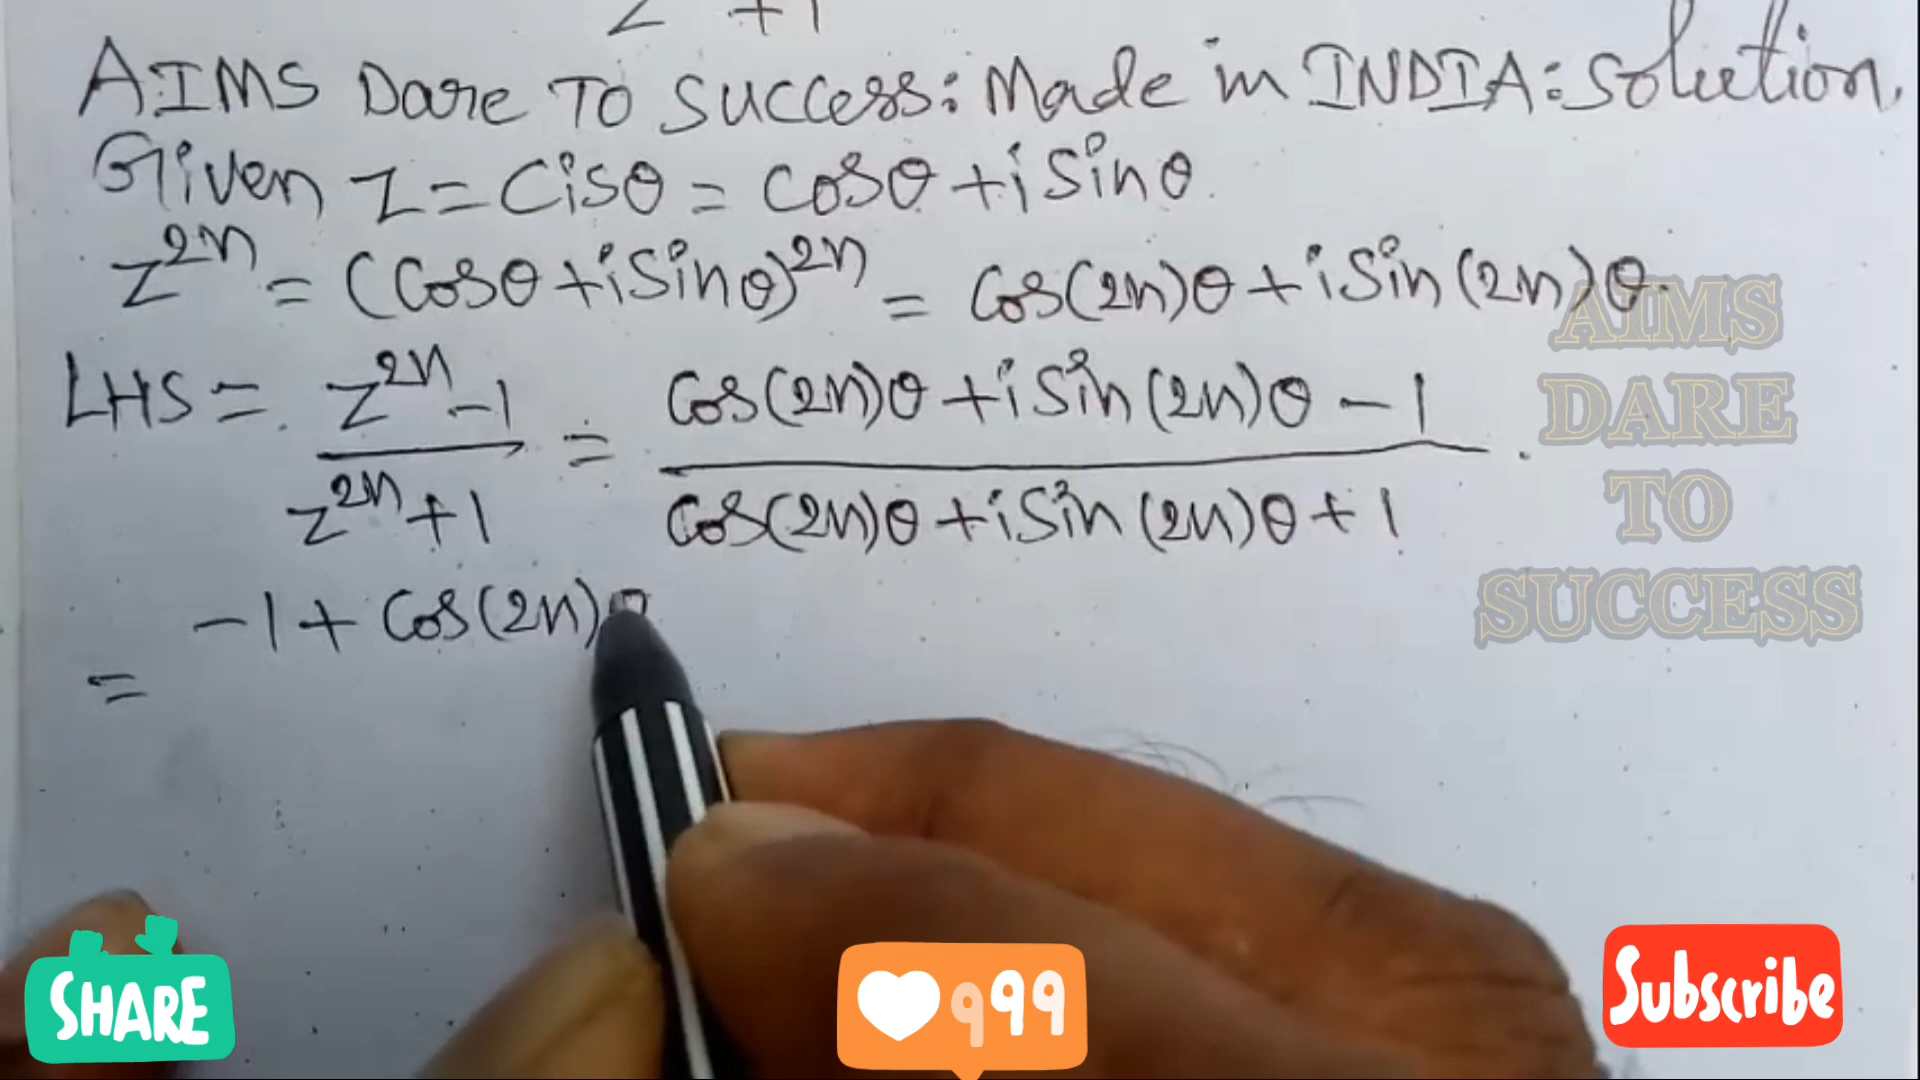 z +1
AIMS Dare To Success: Made in INDIA: Solution.
Given z = cisθ = cosθ + i sinθ.
z^2n = (cosθ + i sinθ)^2n = cos(2n)θ + i sin(2n)θ.
LHS = z^2n - 1 / z^2n + 1 = cos(2n)θ + i sin(2n)θ - 1 / cos(2n)θ + i sin(2n)θ + 1.
= -1 + cos(2n)θ
AIMS
DARE
TO
SUCCESS
SHARE
999
Subscribe